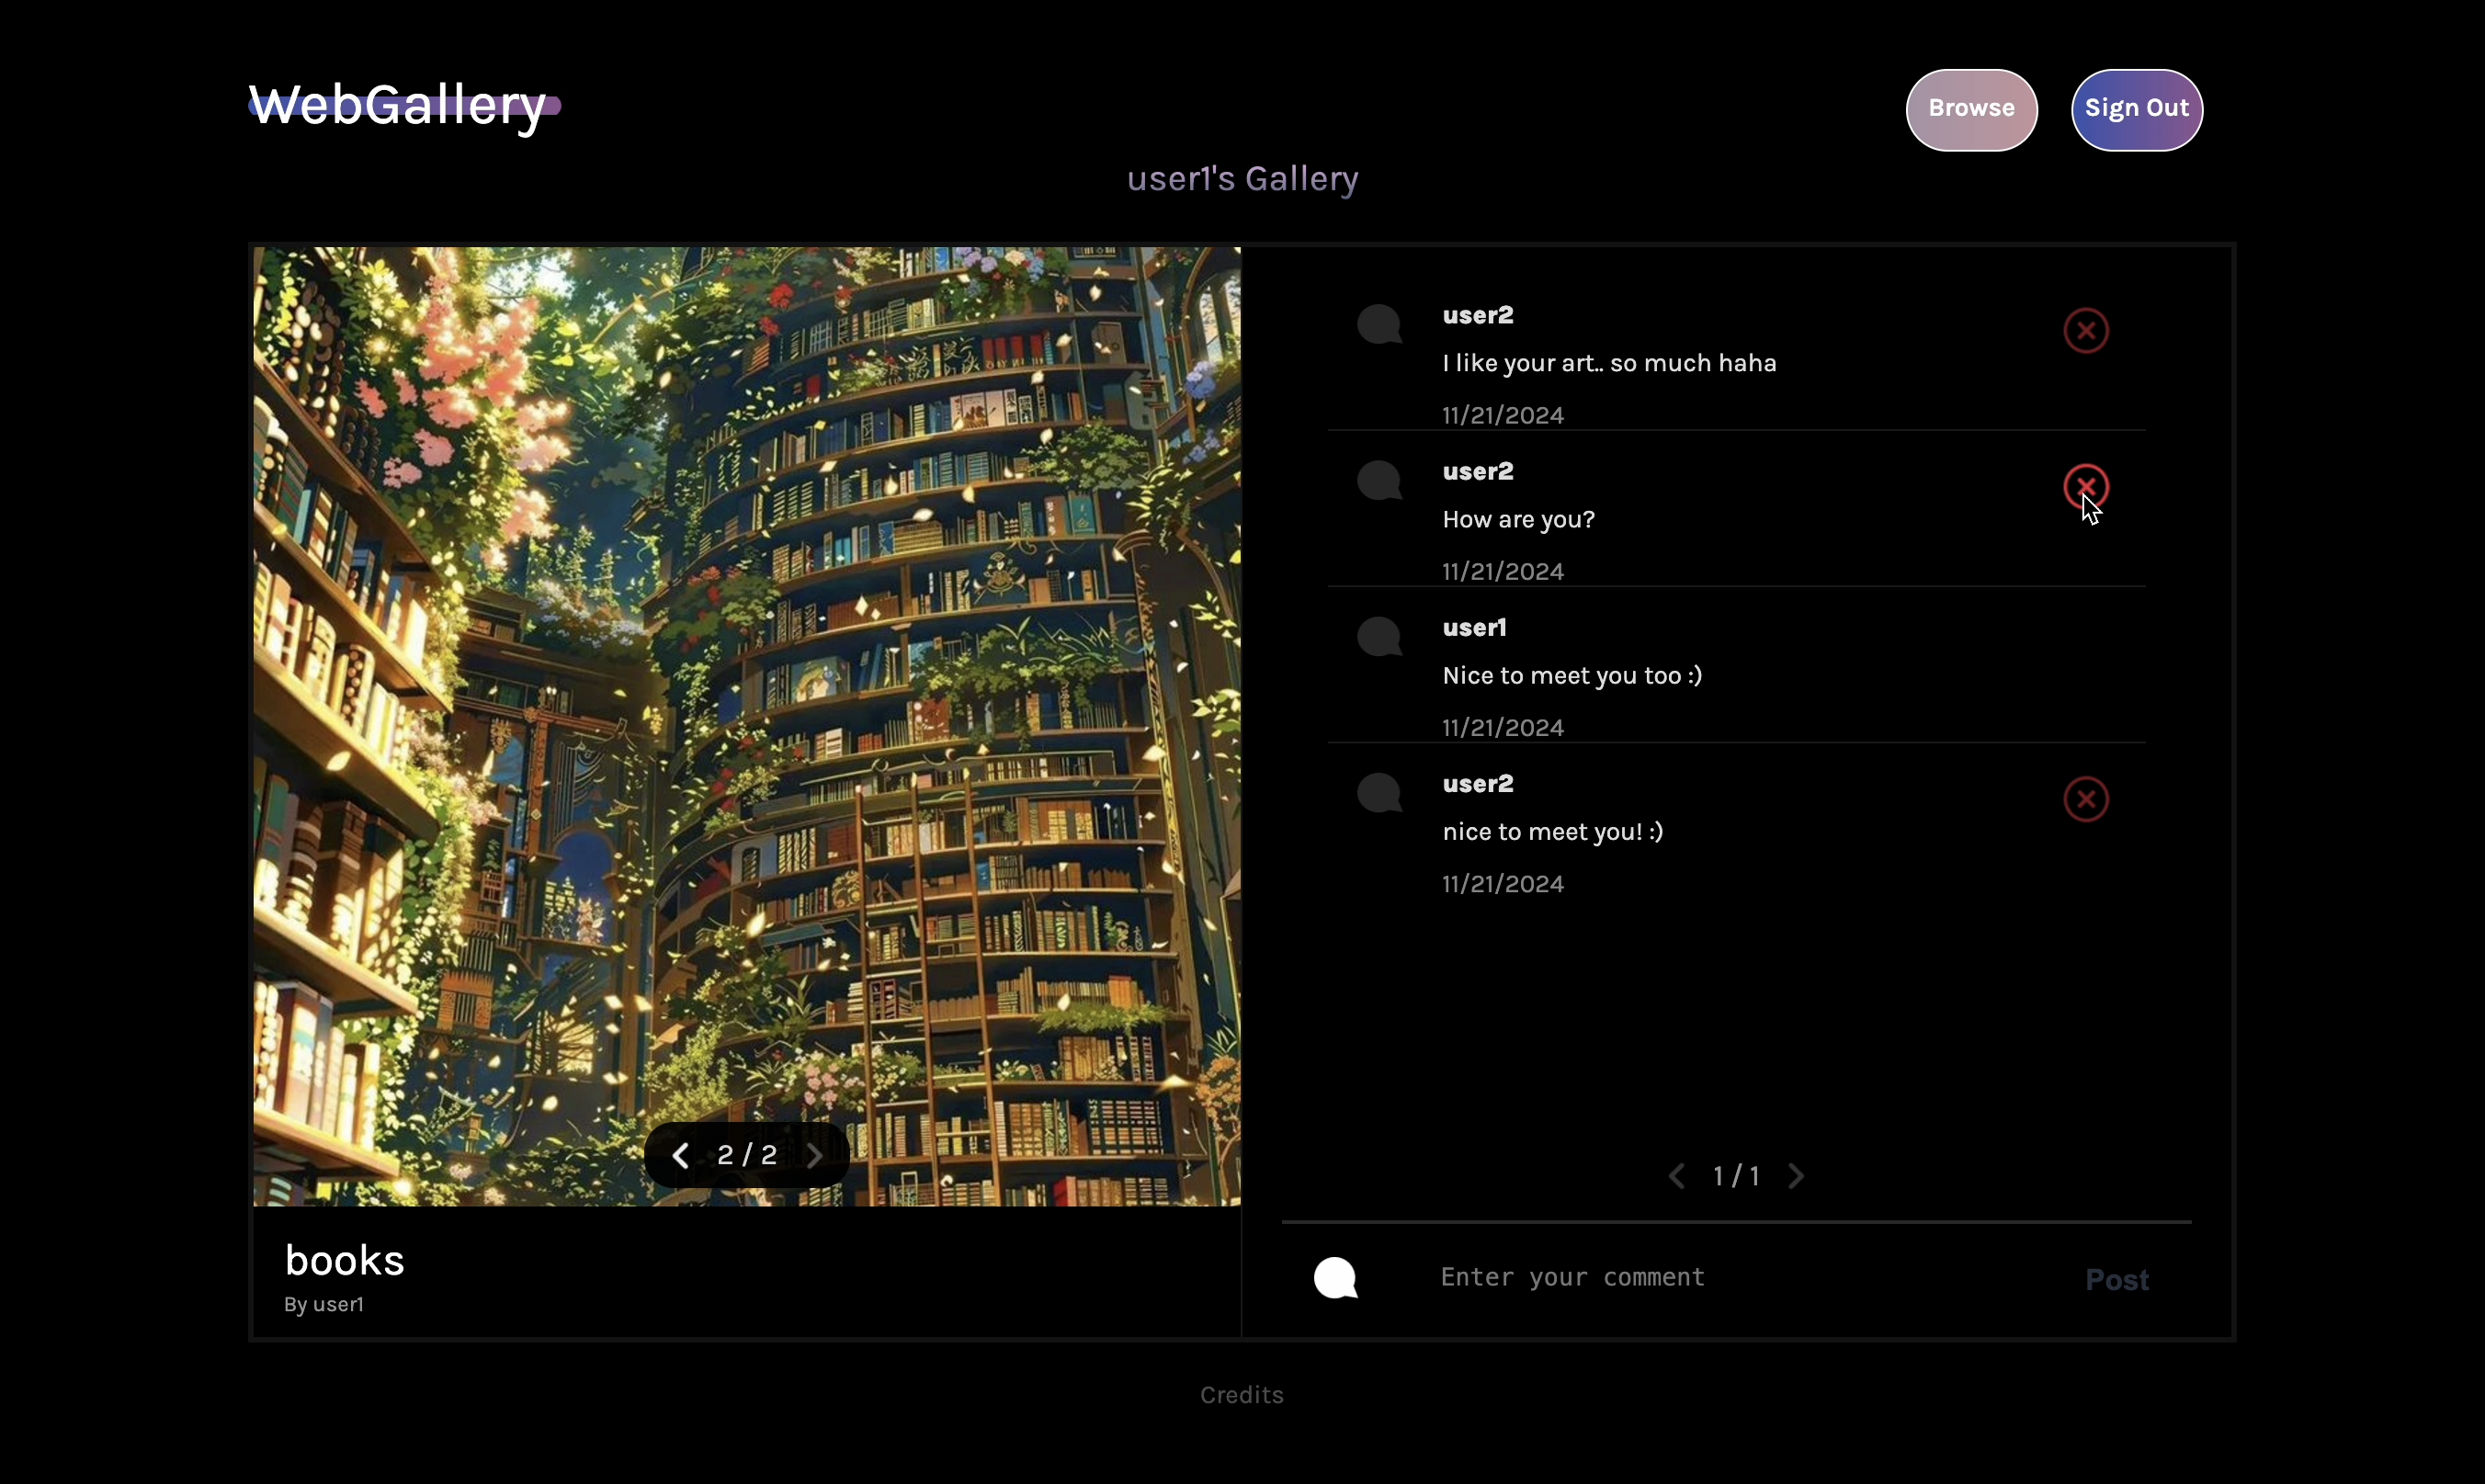 WebGallery
Browse
Sign Out
user1's Gallery
user2
I like your art.. so much haha
11/21/2024
user2
How are you?
11/21/2024
user1
Nice to meet you too :)
11/21/2024
user2
nice to meet you! :)
11/21/2024
2 / 2
1 / 1
books
By user1
Enter your comment
Post
Credits